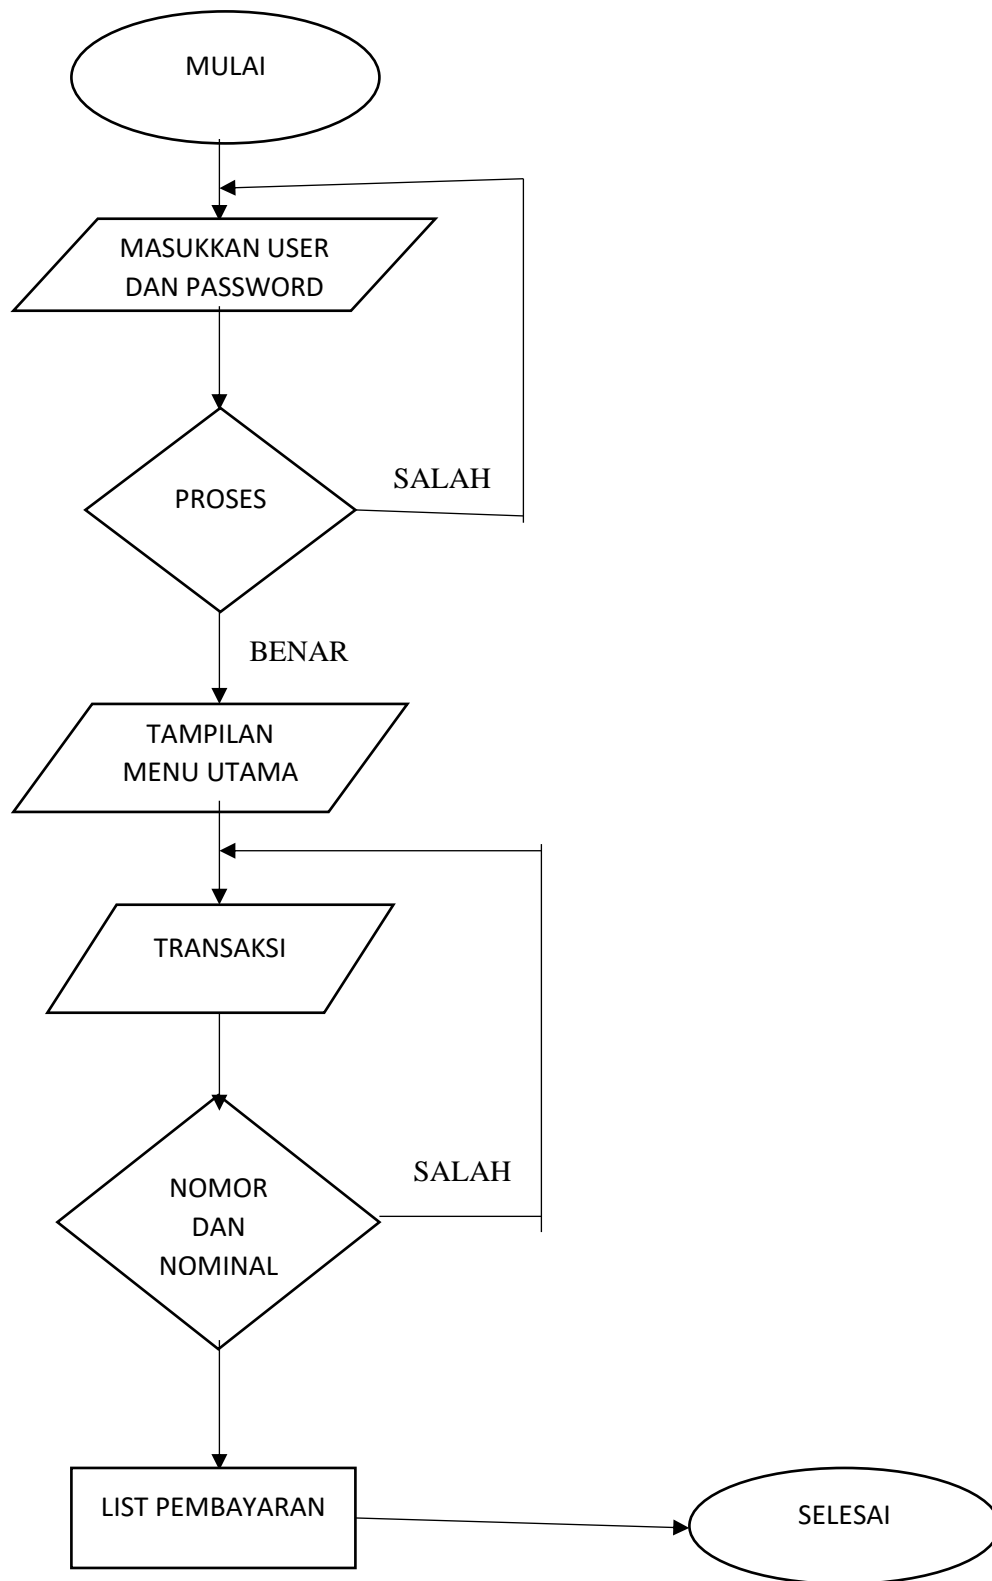 MULAI
MASUKKAN USER
DAN PASSWORD
PROSES
SALAH
BENAR
TAMPILAN
MENU UTAMA
TRANSAKSI
NOMOR
DAN
NOMINAL
SALAH
LIST PEMBAYARAN
SELESAI